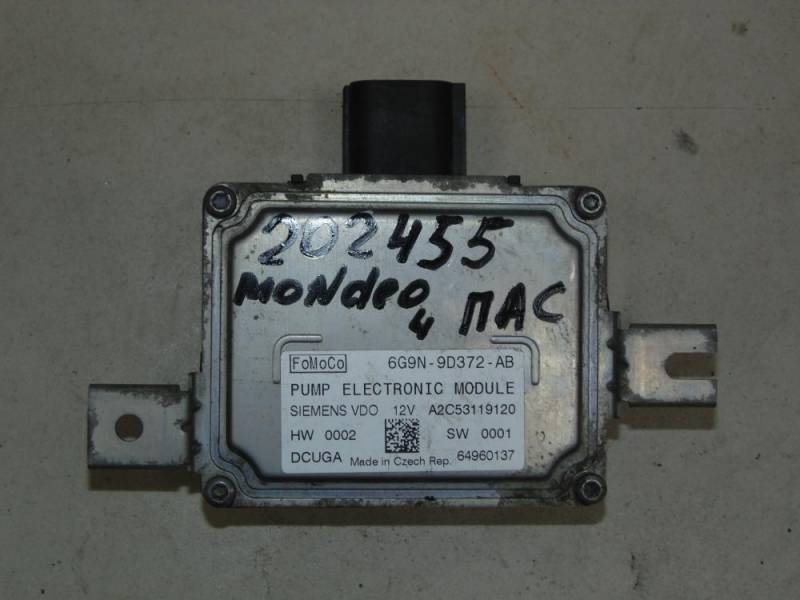 202455
MONdeo
4 ПАС
FoMoCo 6G9N-9D372-AB
PUMP ELECTRONIC MODULE
SIEMENS VDO 12V A2C53119120
HW 0002 SW 0001
DCUGA Made in Czech Rep. 64960137